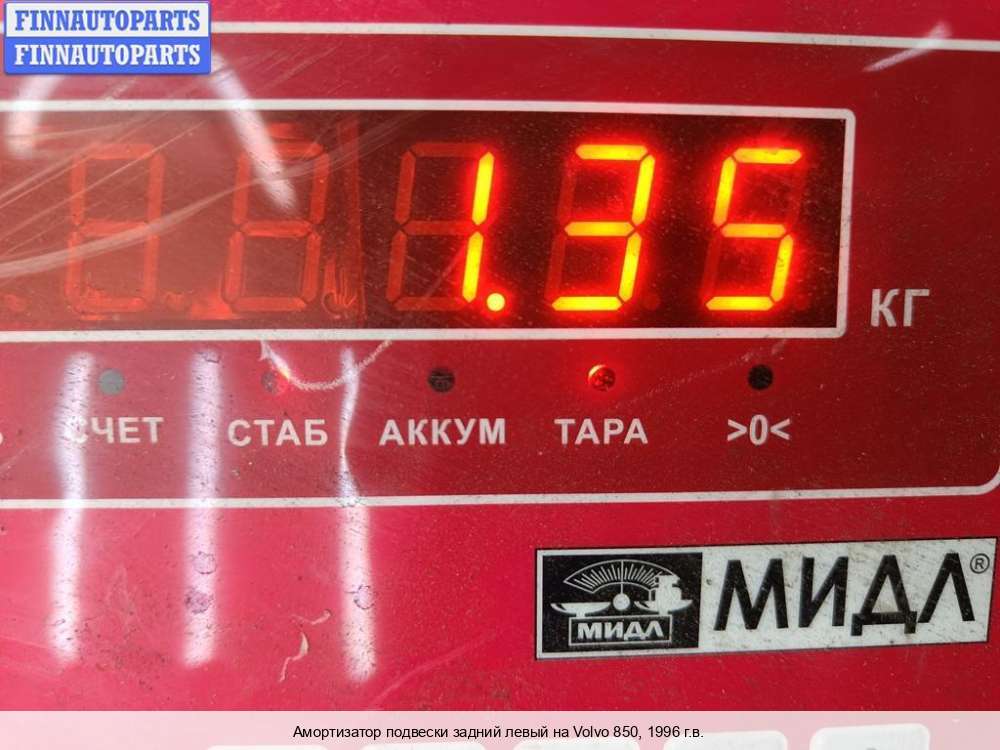 FINNAUTOPARTS
FINNAUTOPARTS
1.35
КГ
СЧЕТ СТАБ АККУМ ТАРА >0<
МИДЛ МИДЛ®
Амортизатор подвески задний левый на Volvo 850, 1996 г.в.